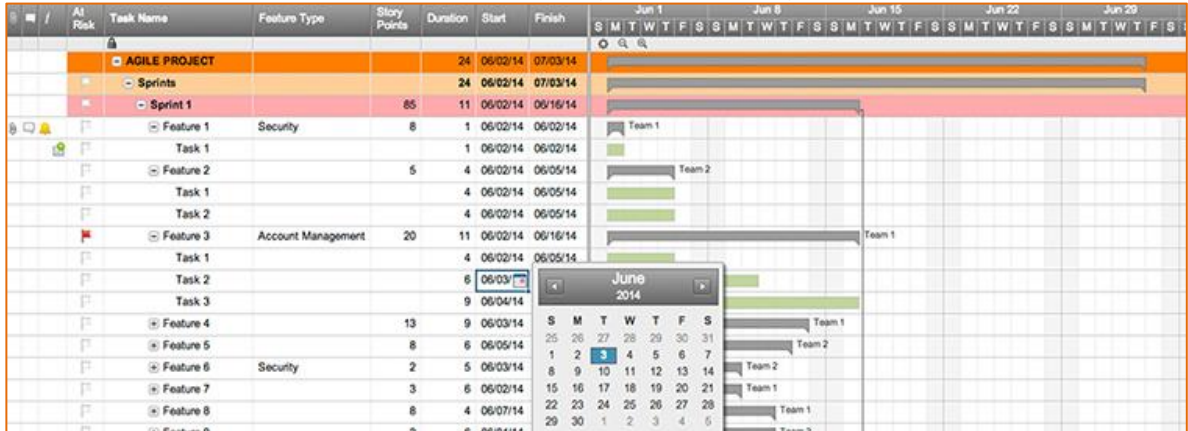 At Risk Task Name Feature Type Story Points Duration Start Finish Jun 1 Jun 8 Jun 15 Jun 22 Jun 29
S M T W T F S S M T W T F S S M T W T F S S M T W T F S S M T W T F S
AGILE PROJECT 24 06/02/14 07/03/14
Sprints 24 06/02/14 07/03/14
Sprint 1 85 11 06/02/14 06/16/14
Feature 1 Security 8 1 06/02/14 06/02/14 Team 1
Task 1 1 06/02/14 06/02/14
Feature 2 5 4 06/02/14 06/05/14 Team 2
Task 1 4 06/02/14 06/05/14
Task 2 4 06/02/14 06/05/14
Feature 3 Account Management 20 11 06/02/14 06/16/14 Team 1
Task 1 4 06/02/14 06/05/14
Task 2 6 06/03/
Task 3 9 06/04/14
Feature 4 13 9 06/03/14 Team 1
Feature 5 8 6 06/05/14 Team 2
Feature 6 Security 2 5 06/03/14 Team 2
Feature 7 3 6 06/02/14 Team 1
Feature 8 8 4 06/07/14 Team 1
June
2014
S M T W T F S
25 26 27 28 29 30 31
1 2 3 4 5 6 7
8 9 10 11 12 13 14
15 16 17 18 19 20 21
22 23 24 25 26 27 28
29 30 1 2 3 4 5